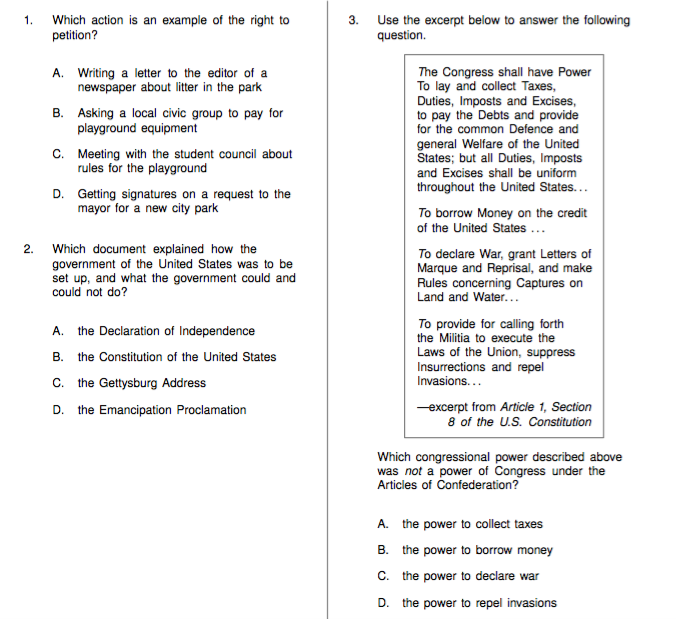 1. Which action is an example of the right to
petition?
A. Writing a letter to the editor of a
newspaper about litter in the park
B. Asking a local civic group to pay for
playground equipment
C. Meeting with the student council about
rules for the playground
D. Getting signatures on a request to the
mayor for a new city park
2. Which document explained how the
government of the United States was to be
set up, and what the government could and
could not do?
A. the Declaration of Independence
B. the Constitution of the United States
C. the Gettysburg Address
D. the Emancipation Proclamation
3. Use the excerpt below to answer the following
question.
The Congress shall have Power
To lay and collect Taxes,
Duties, Imposts and Excises,
to pay the Debts and provide
for the common Defence and
general Welfare of the United
States; but all Duties, Imposts
and Excises shall be uniform
throughout the United States...
To borrow Money on the credit
of the United States ...
To declare War, grant Letters of
Marque and Reprisal, and make
Rules concerning Captures on
Land and Water...
To provide for calling forth
the Militia to execute the
Laws of the Union, suppress
Insurrections and repel
Invasions...
—excerpt from Article 1, Section
8 of the U.S. Constitution
Which congressional power described above
was not a power of Congress under the
Articles of Confederation?
A. the power to collect taxes
B. the power to borrow money
C. the power to declare war
D. the power to repel invasions